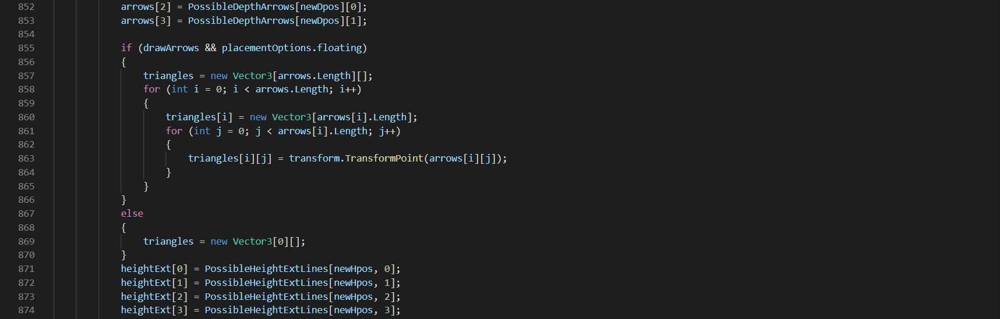 852 arrows[2] = PossibleDepthArrows[newDpos][0];
853 arrows[3] = PossibleDepthArrows[newDpos][1];
854
855 if (drawArrows && placementOptions.floating)
856 {
857 triangles = new Vector3[arrows.Length][];
858 for (int i = 0; i < arrows.Length; i++)
859 {
860 triangles[i] = new Vector3[arrows[i].Length];
861 for (int j = 0; j < arrows[i].Length; j++)
862 {
863 triangles[i][j] = transform.TransformPoint(arrows[i][j]);
864 }
865 }
866 }
867 else
868 {
869 triangles = new Vector3[0][];
870 }
871 heightExt[0] = PossibleHeightExtLines[newHpos, 0];
872 heightExt[1] = PossibleHeightExtLines[newHpos, 1];
873 heightExt[2] = PossibleHeightExtLines[newHpos, 2];
874 heightExt[3] = PossibleHeightExtLines[newHpos, 3];